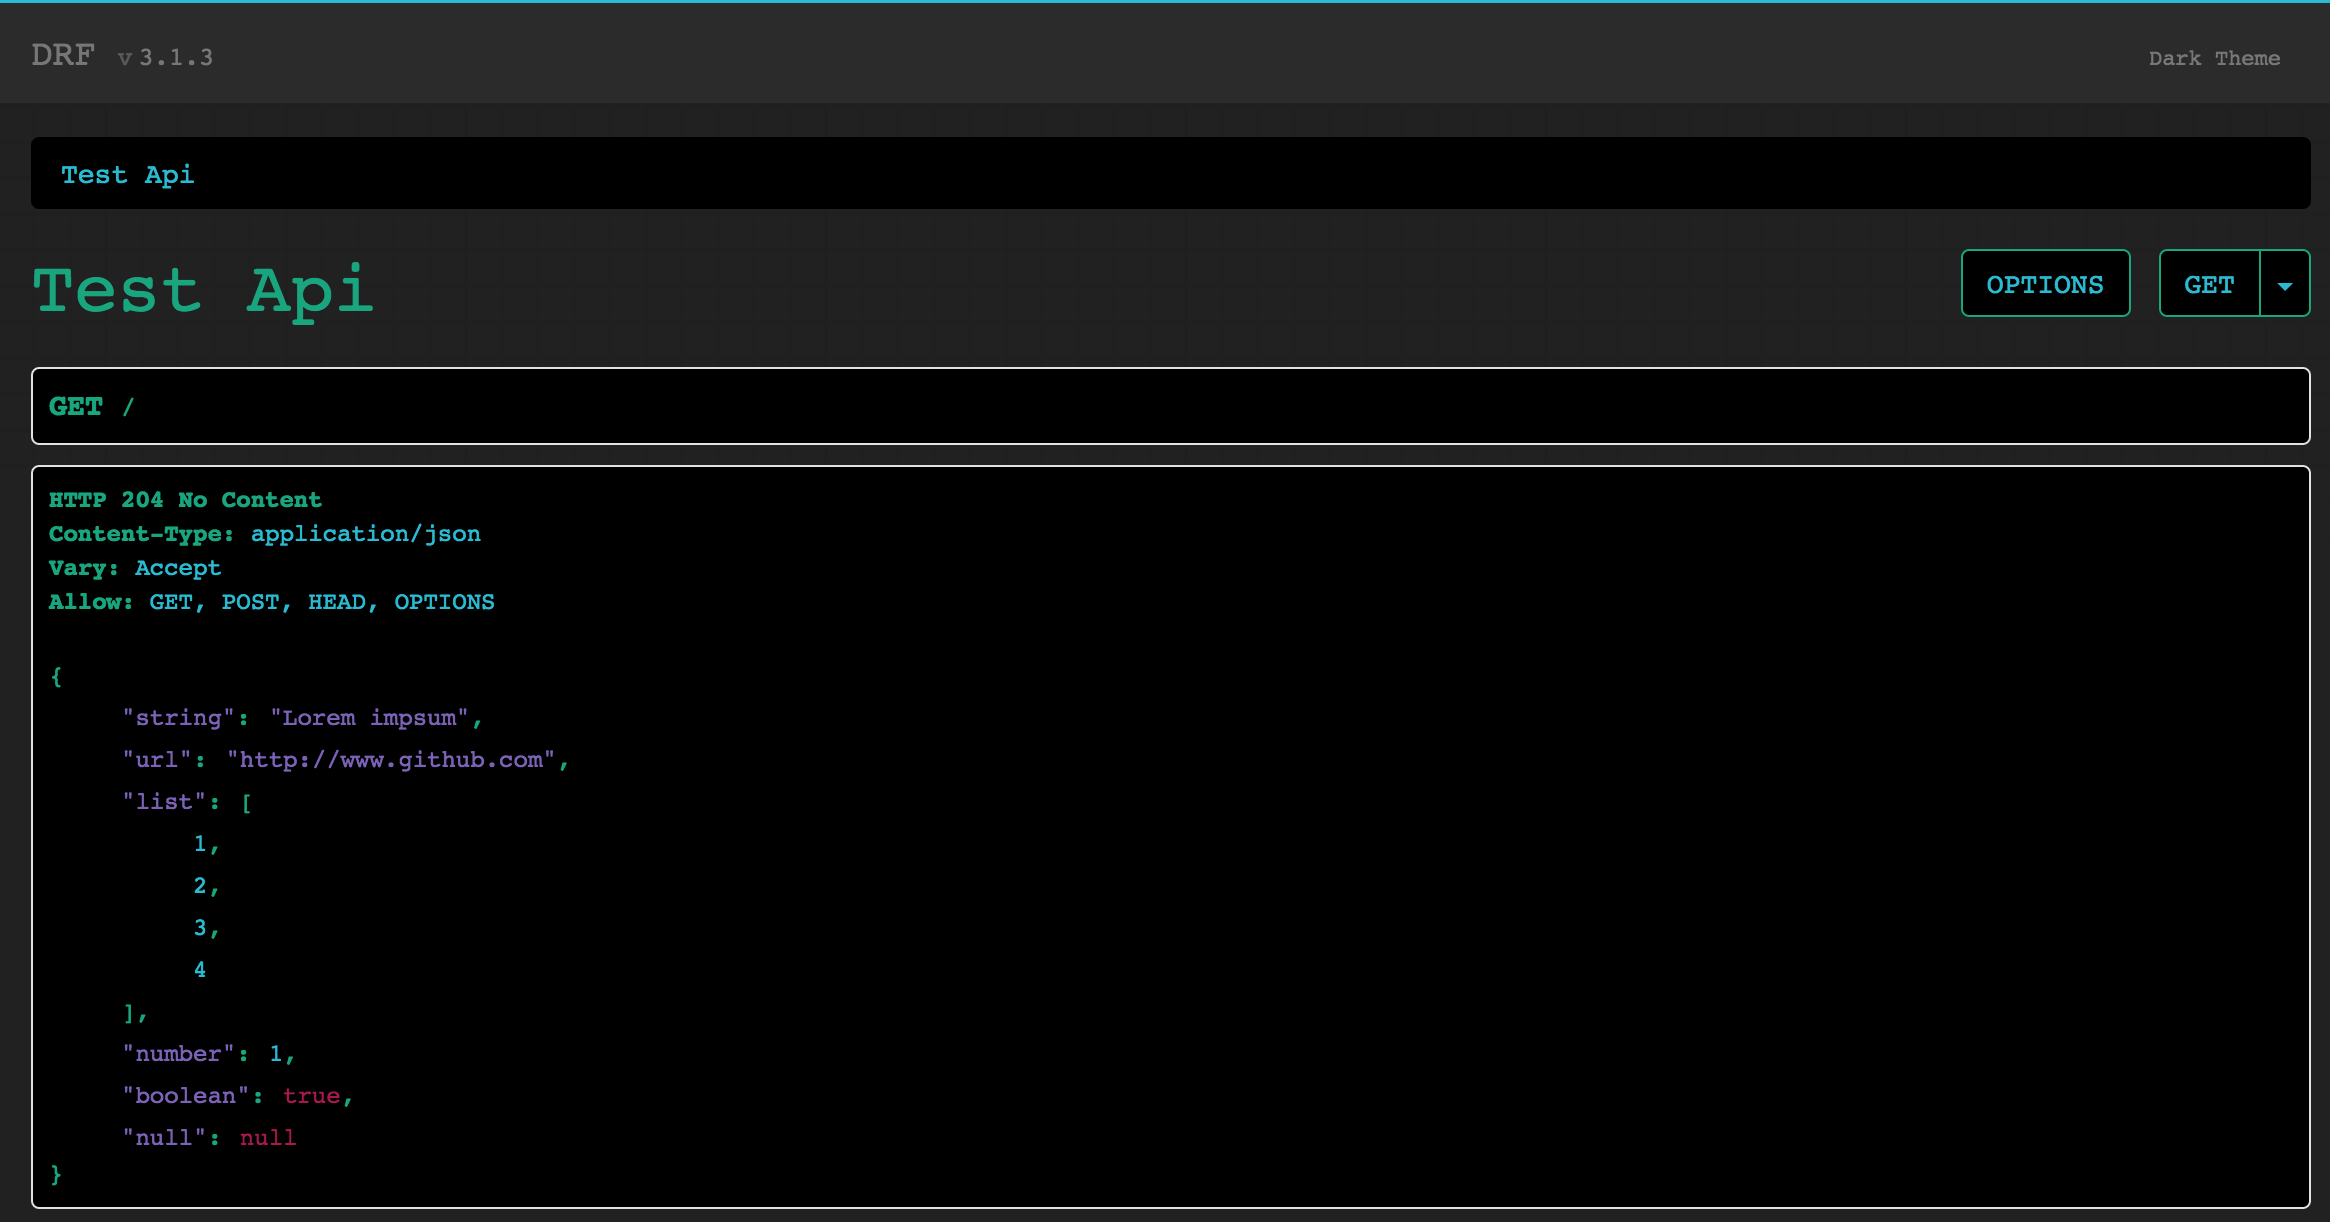 DRF v 3.1.3
Dark Theme
Test Api
Test Api
OPTIONS
GET
GET /
HTTP 204 No Content
Content-Type: application/json
Vary: Accept
Allow: GET, POST, HEAD, OPTIONS
{
"string": "Lorem impsum",
"url": "http://www.github.com",
"list": [
1,
2,
3,
4
],
"number": 1,
"boolean": true,
"null": null
}